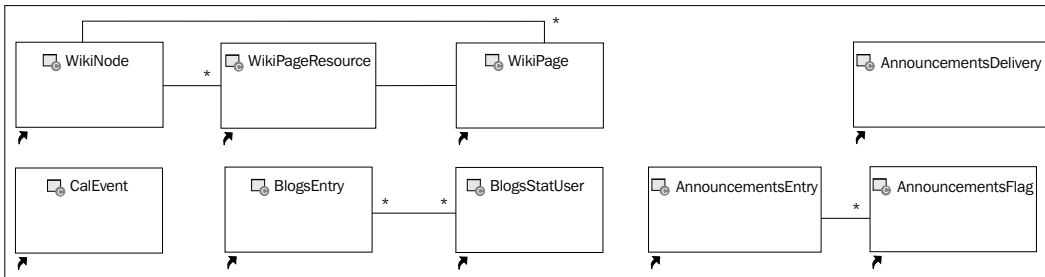 *
WikiNode
*
WikiPageResource
WikiPage
AnnouncementsDelivery
CalEvent
BlogsEntry
*
*
BlogsStatUser
AnnouncementsEntry
*
AnnouncementsFlag